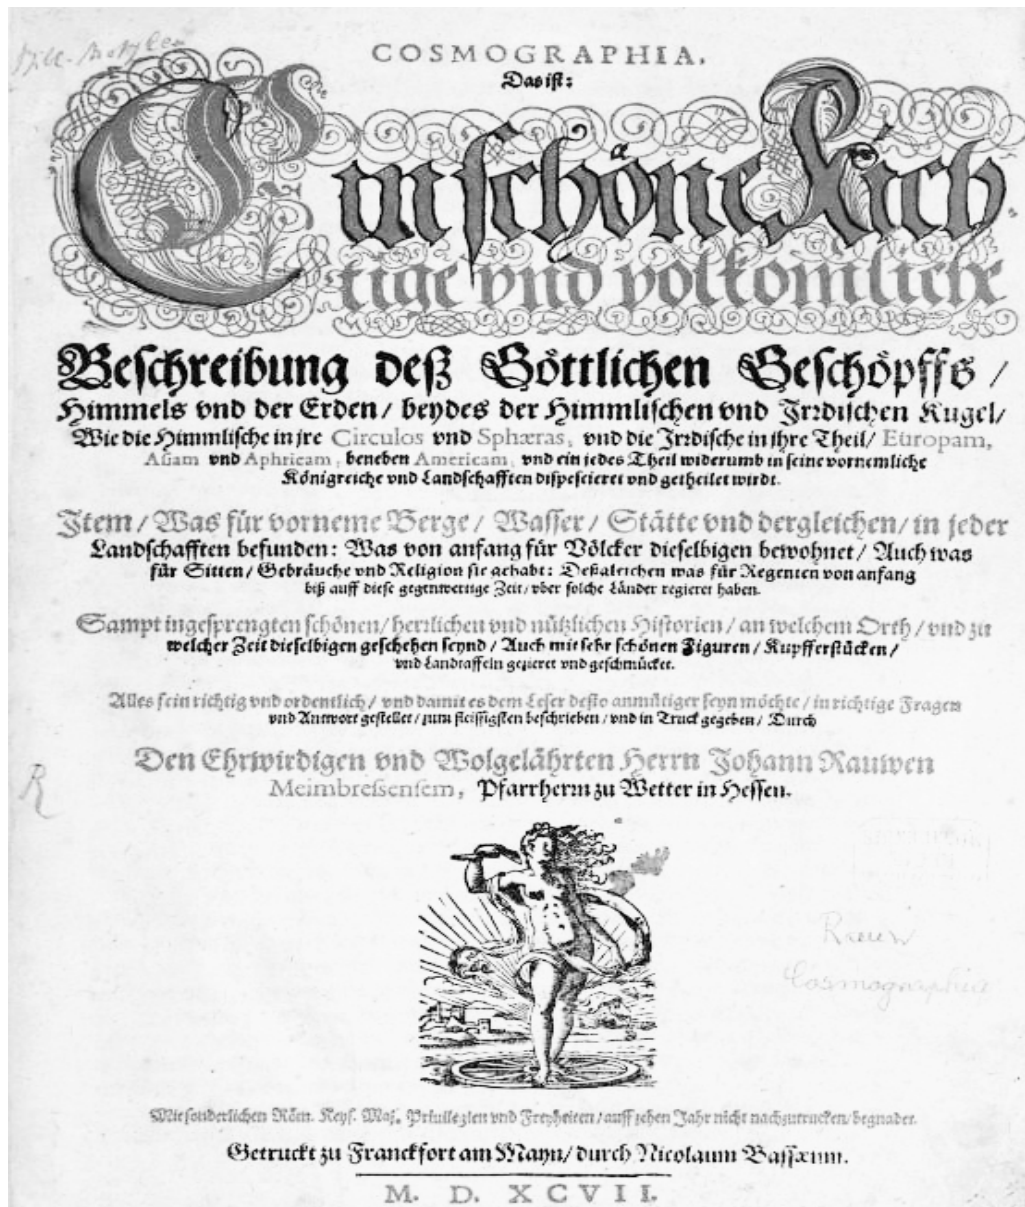 COSMOGRAPHIA.
Das ist:
Ein schöne Rich-
tige vnd volkomliche
Beschreibung deß Göttlichen Geschöpffs /
Himmels vnd der Erden / beydes der Himmlischen vnd Jrrdischen Kugel /
Wie die Himmlische in jre Circulos vnd Sphæras, vnd die Jrrdische in jhre Theil / Europam,
Asiam vnd Aphricam, beneben Americam, vnd ein jedes Theil widerumb in seine vornemliche
Königreiche vnd Landschafften dispescieret vnd getheilet wirdt.
Jtem / Was für vorneme Berge / Wasser / Stätte vnd dergleichen / in jeder
Landschafften befunden: Was von anfang für Völcker dieselbigen bewohnet / Auch was
für Sitten / Gebräuche vnd Religion sie gehabt: Deßgleichen was für Regenten von anfang
biß auff diese gegenwertige Zeit / vber solche Länder regieret haben.
Sampt ingesprengten schönen / herrlichen vnd nützlichen Historien / an welchem Orth / vnd zu
welcher Zeit dieselbigen geschehen seynd / Auch mit sehr schönen Figuren / Kupfferstücken /
vnd Landtaffeln gezieret vnd geschmücket.
Alles fein richtig vnd ordentlich / vnd damit es dem Leser desto anmütiger seyn möchte / in richtige Fragen
vnd Antwort gestellet / zum fleissigsten beschrieben / vnd in Truck gegeben / Durch
Den Ehrwirdigen vnd Wolgelährten Herrn Johann Rauwen
Meimbressensem, Pfarrherrn zu Wetter in Hessen.
R
Rauw
Cosmographia
Mit sonderlichen Röm. Keys. Maj. Priuilegien vnd Freyheiten / auff zehen Jahr nicht nachzutrucken / begnadet.
Getruckt zu Franckfort am Mayn / durch Nicolaum Bassæum.
M. D. XCVII.